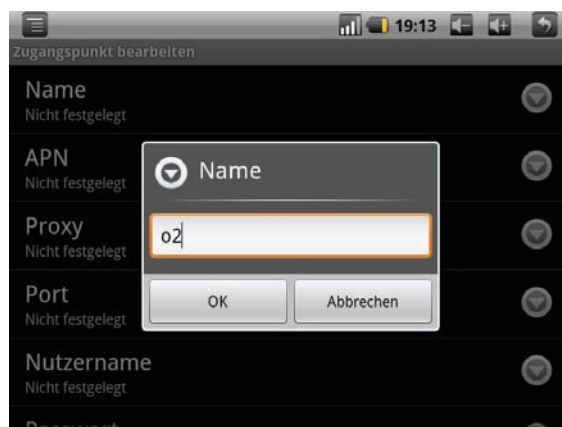 19:13
Zugangspunkt bearbeiten
Name
Nicht festgelegt
APN
Nicht festgelegt
Proxy
Nicht festgelegt
Port
Nicht festgelegt
Nutzername
Nicht festgelegt
Passwort
Name
o2
OK
Abbrechen